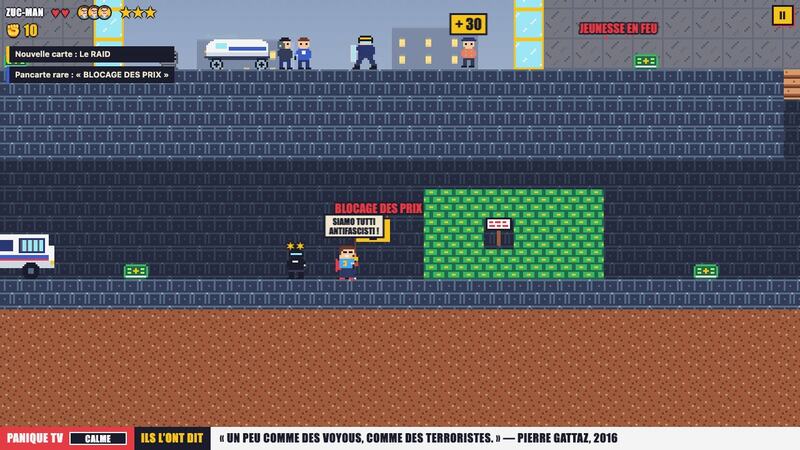 ZUC-MAN
10
+30
JEUNESSE EN FEU
Nouvelle carte : Le RAID
Pancarte rare : « BLOCAGE DES PRIX »
BLOCAGE DES PRIX
SIAMO TUTTI
ANTIFASCISTI !
PANIQUE TV
CALME
ILS L'ONT DIT
« UN PEU COMME DES VOYOUS, COMME DES TERRORISTES. » — PIERRE GATTAZ, 2016